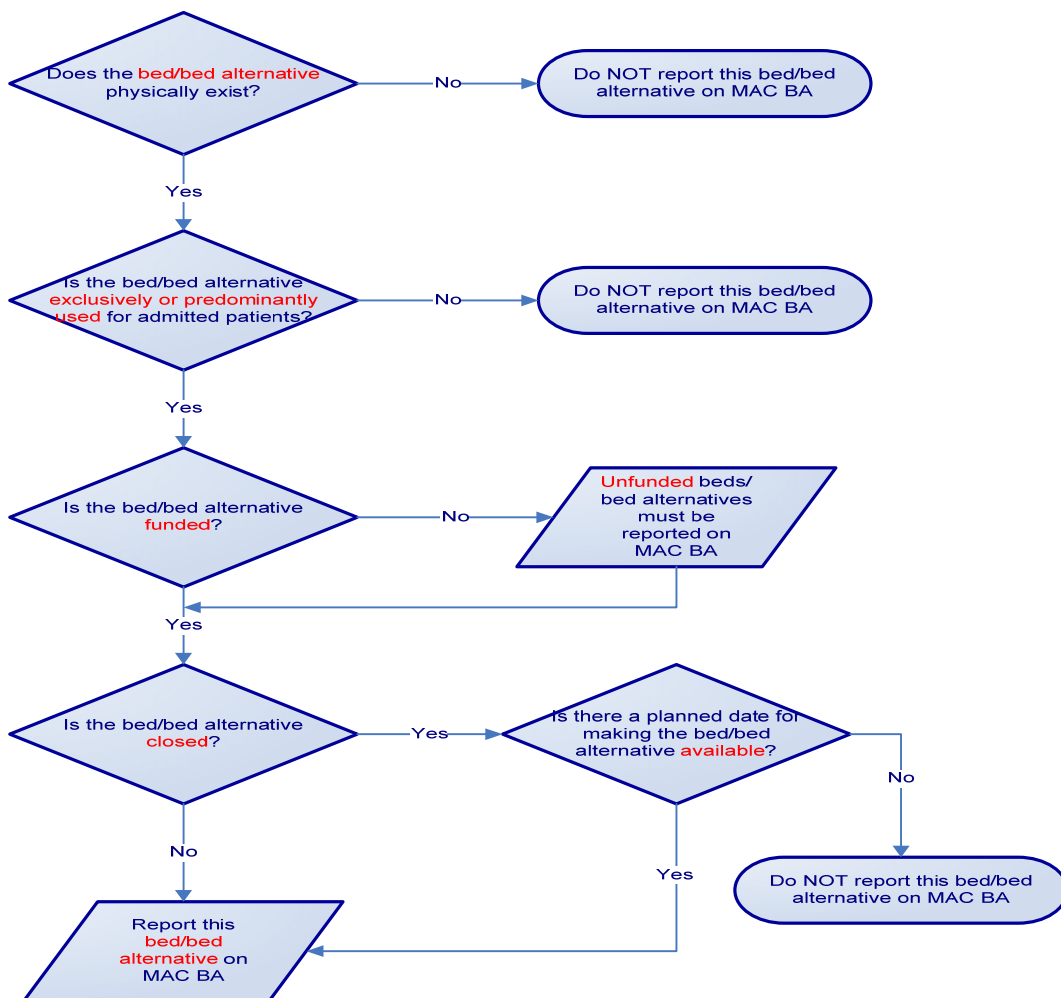 Does the bed/bed alternative
physically exist?
No
Do NOT report this bed/bed
alternative on MAC BA
Yes
Is the bed/bed alternative
exclusively or predominantly
used for admitted patients?
No
Do NOT report this bed/bed
alternative on MAC BA
Yes
Is the bed/bed alternative
funded?
No
Unfunded beds/
bed alternatives
must be
reported on
MAC BA
Yes
Is the bed/bed alternative
closed?
Yes
Is there a planned date for
making the bed/bed
alternative available?
No
Do NOT report this bed/bed
alternative on MAC BA
No
Yes
Report this
bed/bed
alternative on
MAC BA